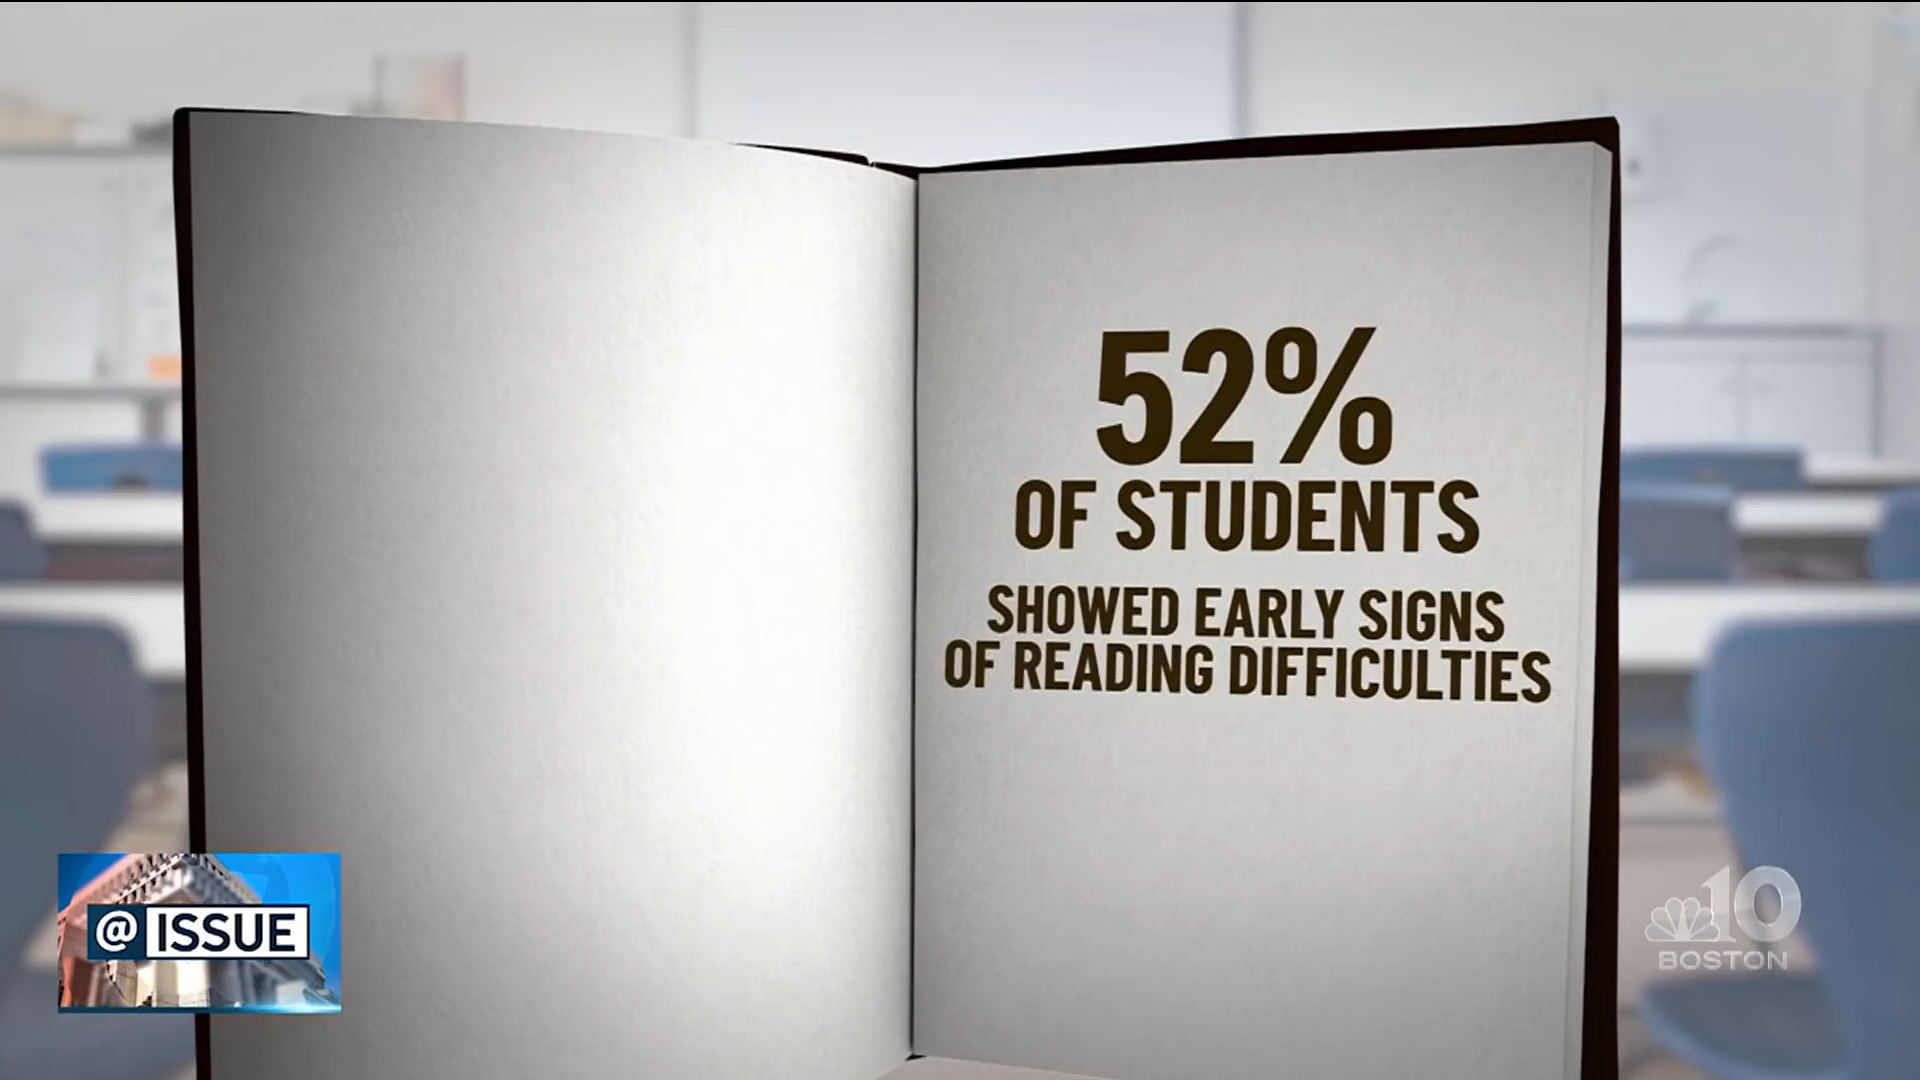 52%
OF STUDENTS
SHOWED EARLY SIGNS
OF READING DIFFICULTIES
@ ISSUE
10
BOSTON